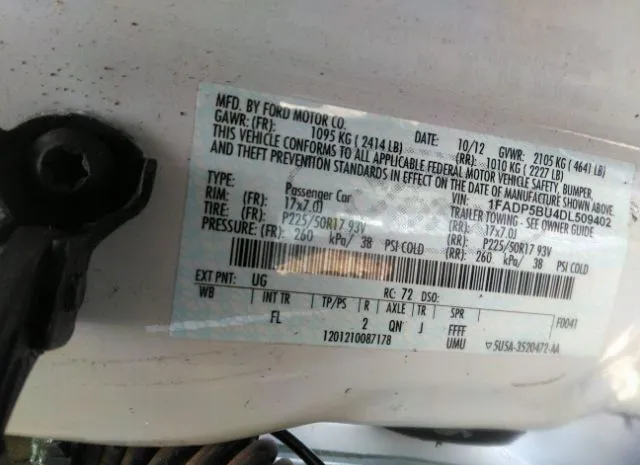 MFD. BY FORD MOTOR CO.
DATE: 10/12 GVWR: 2105 KG (4641 LB)
GAWR: (FR): 1095 KG (2414 LB) (RR): 1010 KG (2227 LB)
THIS VEHICLE CONFORMS TO ALL APPLICABLE FEDERAL MOTOR VEHICLE SAFETY, BUMPER,
AND THEFT PREVENTION STANDARDS IN EFFECT ON THE DATE OF MANUFACTURE SHOWN ABOVE.
VIN: 1FADP5BU4DL509402
TYPE: Passenger Car TRAILER TOWING - SEE OWNER GUIDE
RIM: (FR): 17x7.0J (RR): 17x7.0J
TIRE: (FR): P225/50R17 93V (RR): P225/50R17 93V
PRESSURE: (FR): 260 kPa/ 38 PSI COLD (RR): 260 kPa/ 38 PSI COLD
EXT PNT: UG RC: 72 DSO:
WB INT TR TP/PS R AXLE TR SPR F0041
FL 2 QN J FFFF
1201210087178 UMU ▽5U5A-3520472-AA